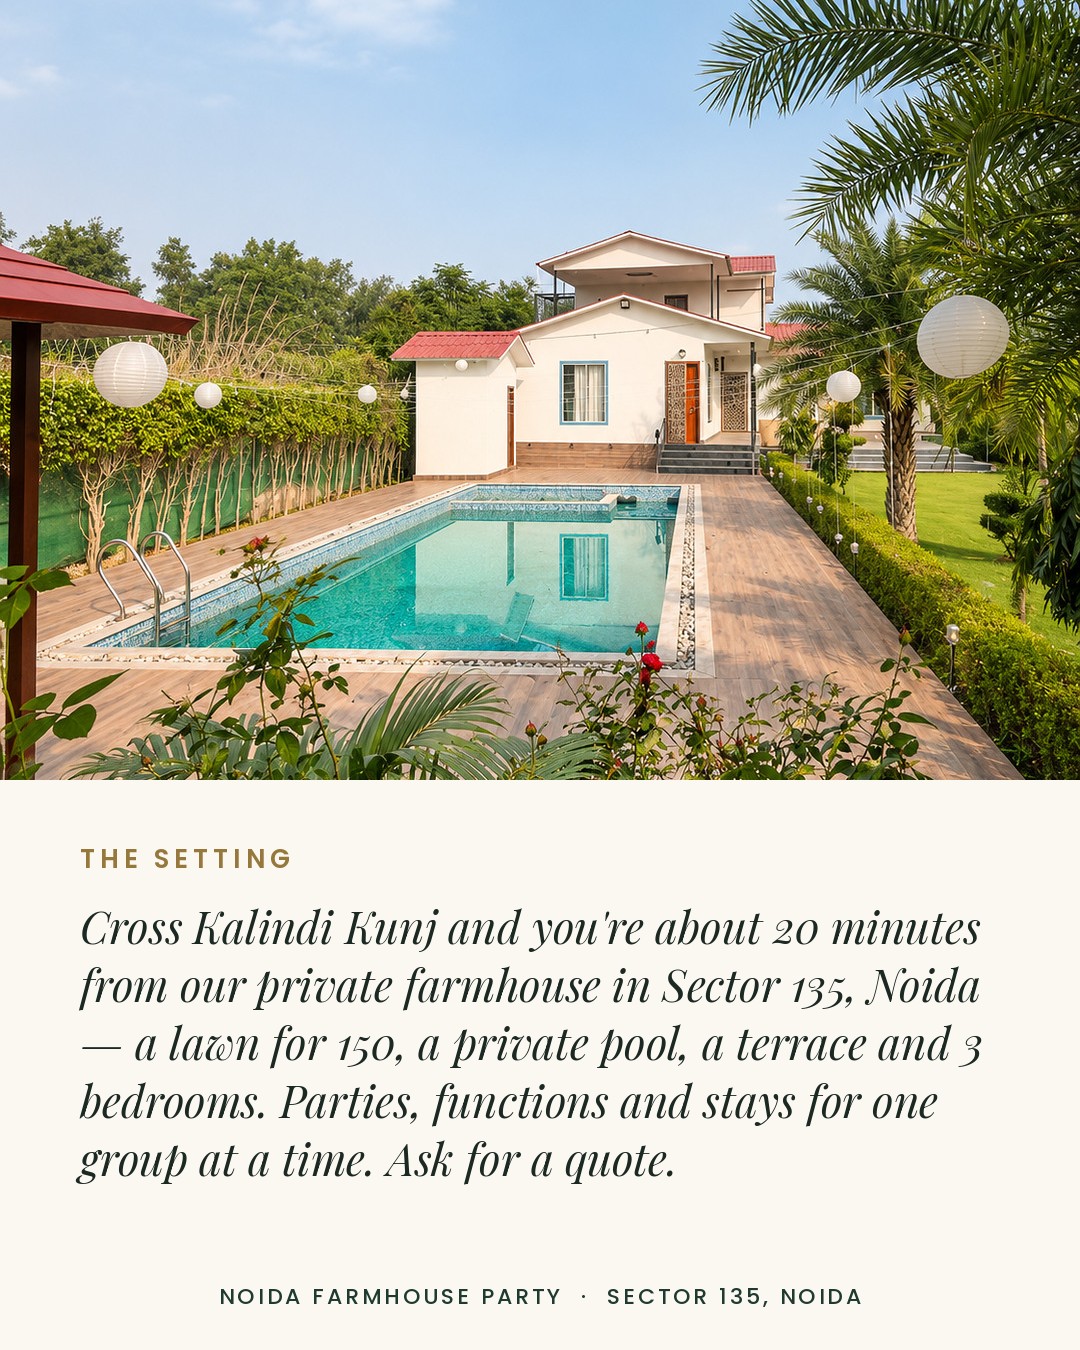 THE SETTING
Cross Kalindi Kunj and you're about 20 minutes
from our private farmhouse in Sector 135, Noida
— a lawn for 150, a private pool, a terrace and 3
bedrooms. Parties, functions and stays for one
group at a time. Ask for a quote.
NOIDA FARMHOUSE PARTY · SECTOR 135, NOIDA